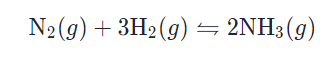 N₂(g) + 3H₂(g) ⇋ 2NH₃(g)